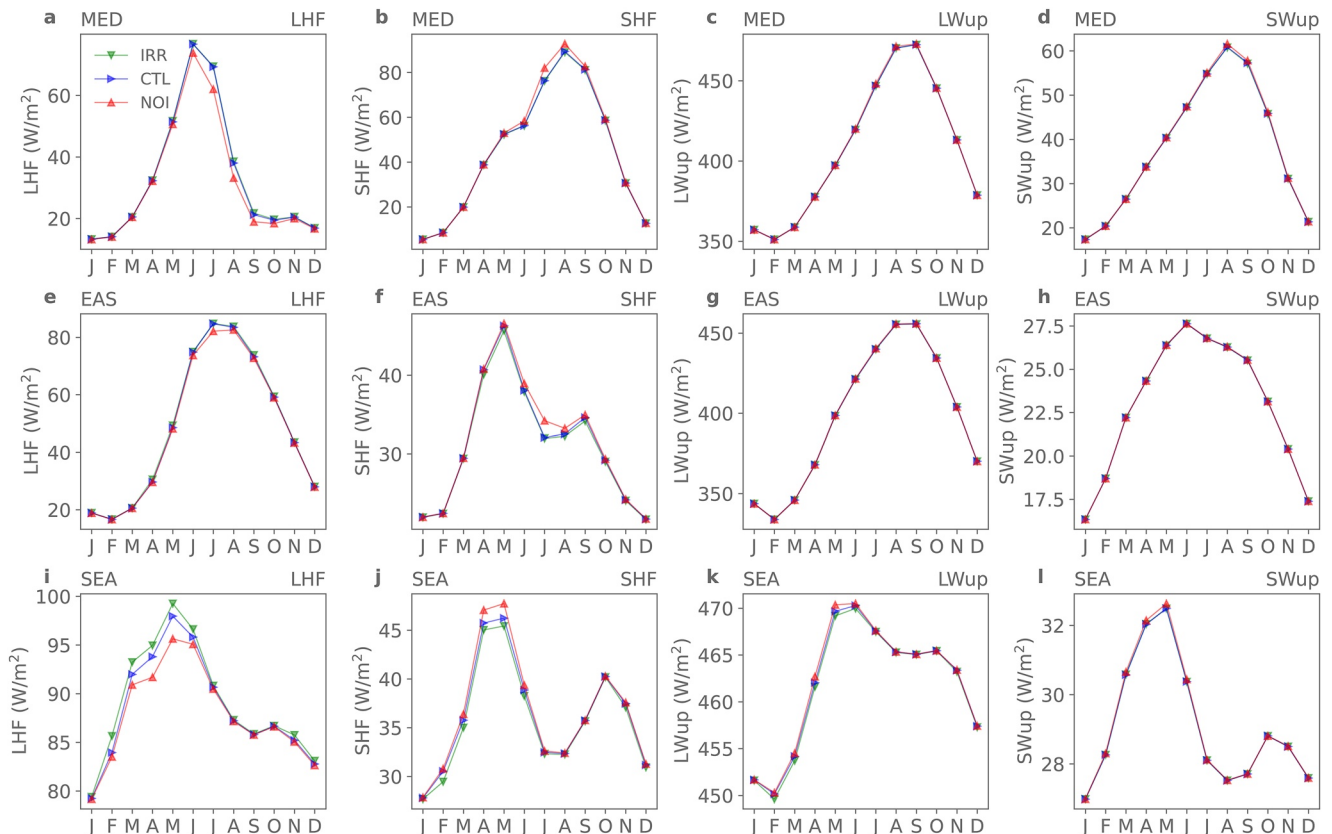 a MED LHF
b MED SHF
c MED LWup
d MED SWup
IRR
CTL
NOI
LHF (W/m²)
60
40
20
J F M A M J J A S O N D
SHF (W/m²)
80
60
40
20
J F M A M J J A S O N D
LWup (W/m²)
450
400
350
J F M A M J J A S O N D
SWup (W/m²)
60
50
40
30
20
J F M A M J J A S O N D
e EAS LHF
f EAS SHF
g EAS LWup
h EAS SWup
LHF (W/m²)
80
60
40
20
J F M A M J J A S O N D
SHF (W/m²)
40
30
J F M A M J J A S O N D
LWup (W/m²)
450
400
350
J F M A M J J A S O N D
SWup (W/m²)
27.5
25.0
22.5
20.0
17.5
J F M A M J J A S O N D
i SEA LHF
j SEA SHF
k SEA LWup
l SEA SWup
LHF (W/m²)
100
95
90
85
80
J F M A M J J A S O N D
SHF (W/m²)
45
40
35
30
J F M A M J J A S O N D
LWup (W/m²)
470
465
460
455
450
J F M A M J J A S O N D
SWup (W/m²)
32
30
28
J F M A M J J A S O N D